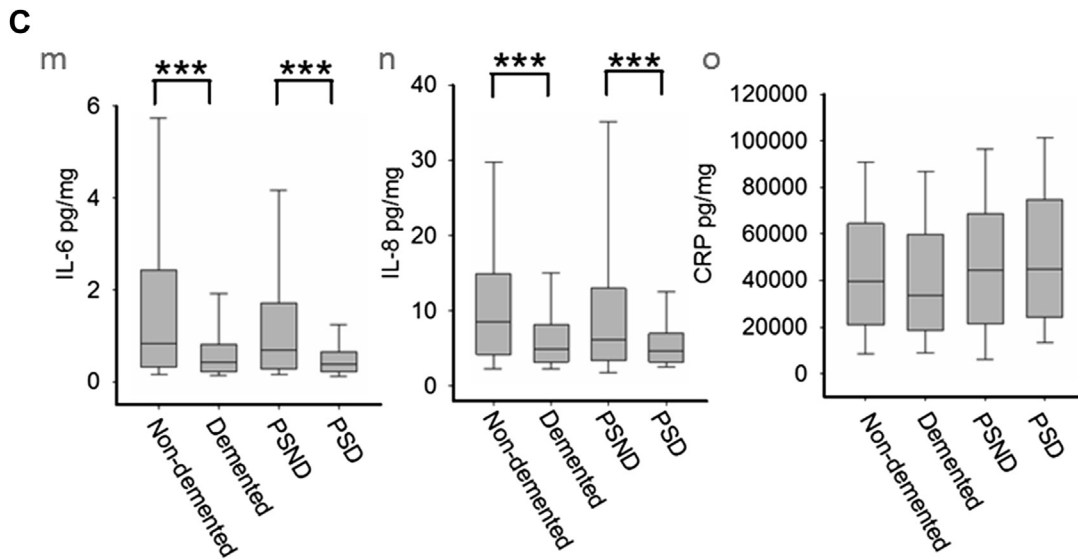 C
m
***
***
IL-6 pg/mg
6
4
2
0
Non-demented
Demented
PSND
PSD
n
***
***
IL-8 pg/mg
40
30
20
10
0
Non-demented
Demented
PSND
PSD
o
CRP pg/mg
120000
100000
80000
60000
40000
20000
0
Non-demented
Demented
PSND
PSD